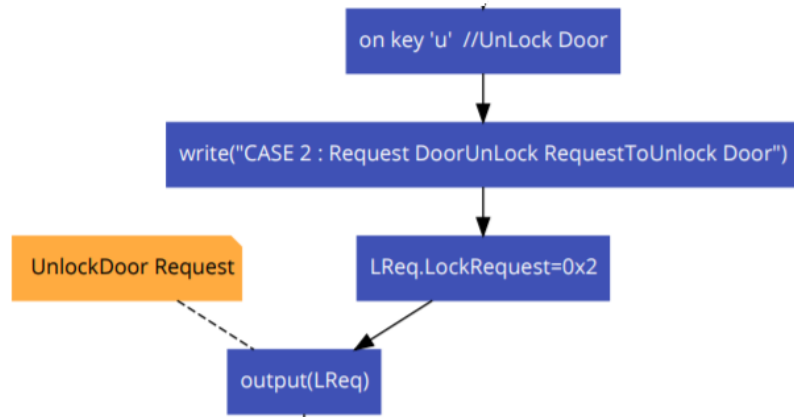 on key 'u'  //UnLock Door
write("CASE 2 : Request DoorUnLock RequestToUnlock Door")
UnlockDoor Request
LReq.LockRequest=0x2
output(LReq)